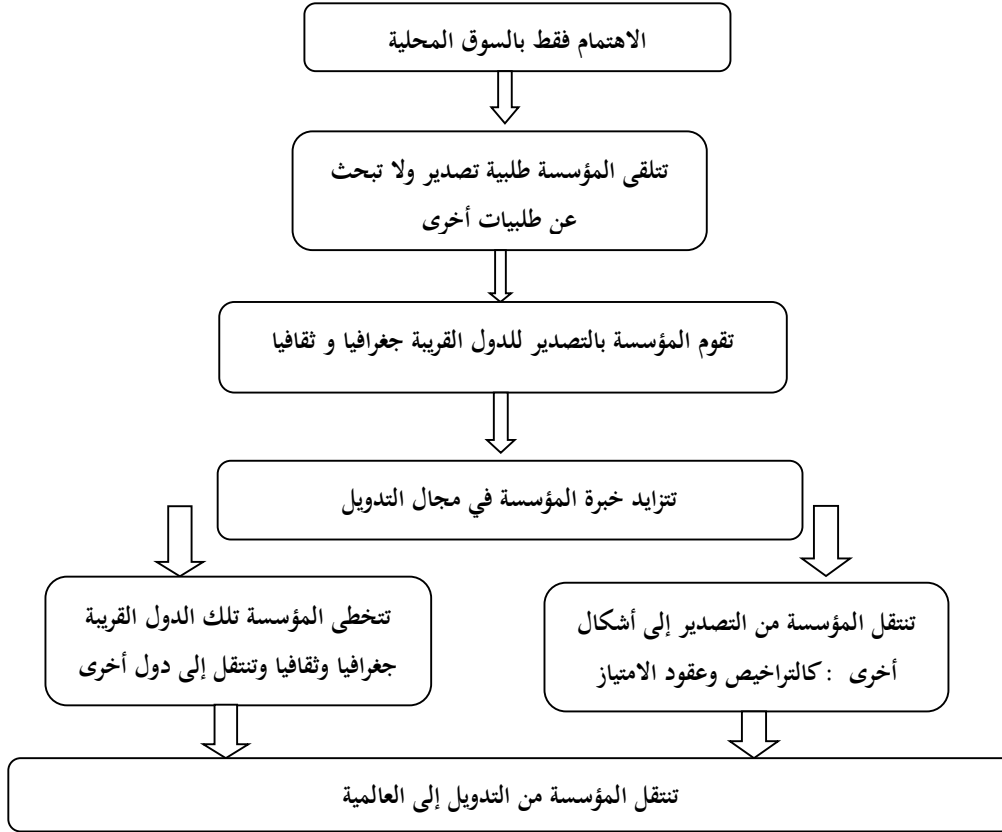 الاهتمام فقط بالسوق المحلية
تتلقى المؤسسة طلبية تصدير ولا تبحث
عن طلبيات أخرى
تقوم المؤسسة بالتصدير للدول القريبة جغرافيا و ثقافيا
تتزايد خبرة المؤسسة في مجال التدويل
تنتقل المؤسسة من التصدير إلى أشكال
أخرى : كالتراخيص وعقود الامتياز
تتخطى المؤسسة تلك الدول القريبة
جغرافيا وثقافيا وتنتقل إلى دول أخرى
تنتقل المؤسسة من التدويل إلى العالمية